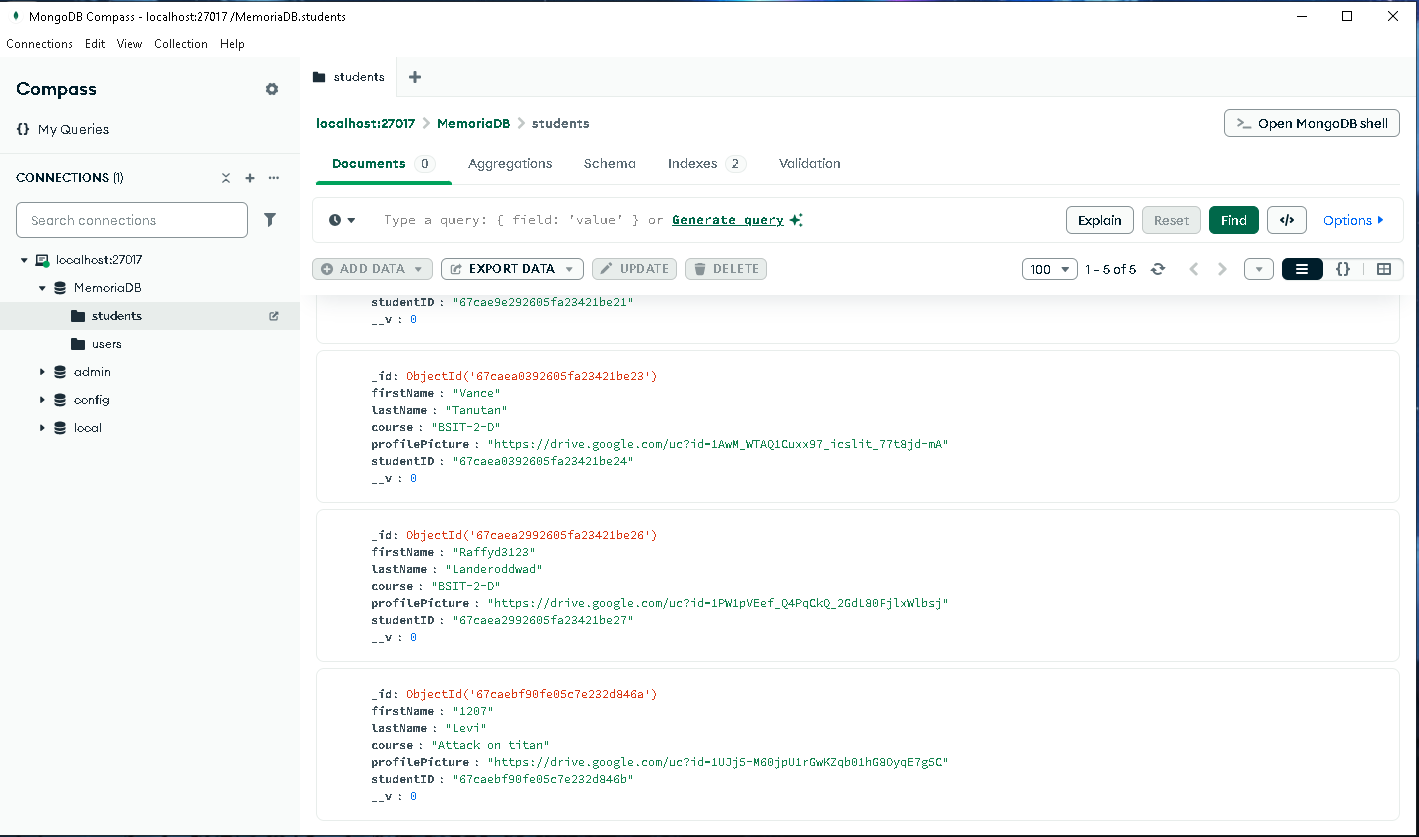 MongoDB Compass - localhost:27017 /MemoriaDB.students
Connections Edit View Collection Help
Compass
{} My Queries
CONNECTIONS (1)
Search connections
localhost:27017
MemoriaDB
students
users
admin
config
local
students
localhost:27017 > MemoriaDB > students
>_ Open MongoDB shell
Documents 0 Aggregations Schema Indexes 2 Validation
Type a query: { field: 'value' } or Generate query
Explain Reset Find </> Options
ADD DATA EXPORT DATA UPDATE DELETE
100 1 – 5 of 5 {}
studentID : "67cae9e292605fa23421be21"
__v : 0
_id: ObjectId('67caea0392605fa23421be23')
firstName : "Vance"
lastName : "Tanutan"
course : "BSIT-2-D"
profilePicture : "https://drive.google.com/uc?id=1AwM_WTAQ1Cuxx97_icslit_77t8jd-mA"
studentID : "67caea0392605fa23421be24"
__v : 0
_id: ObjectId('67caea2992605fa23421be26')
firstName : "Raffyd3123"
lastName : "Landeroddwad"
course : "BSIT-2-D"
profilePicture : "https://drive.google.com/uc?id=1PW1pVEef_Q4PqCkQ_2GdL80FjlxWlbsj"
studentID : "67caea2992605fa23421be27"
__v : 0
_id: ObjectId('67caebf90fe05c7e232d846a')
firstName : "1207"
lastName : "Levi"
course : "Attack on titan"
profilePicture : "https://drive.google.com/uc?id=1UJjS-M60jpU1rGwKZqb01hG8OyqE7g5C"
studentID : "67caebf90fe05c7e232d846b"
__v : 0